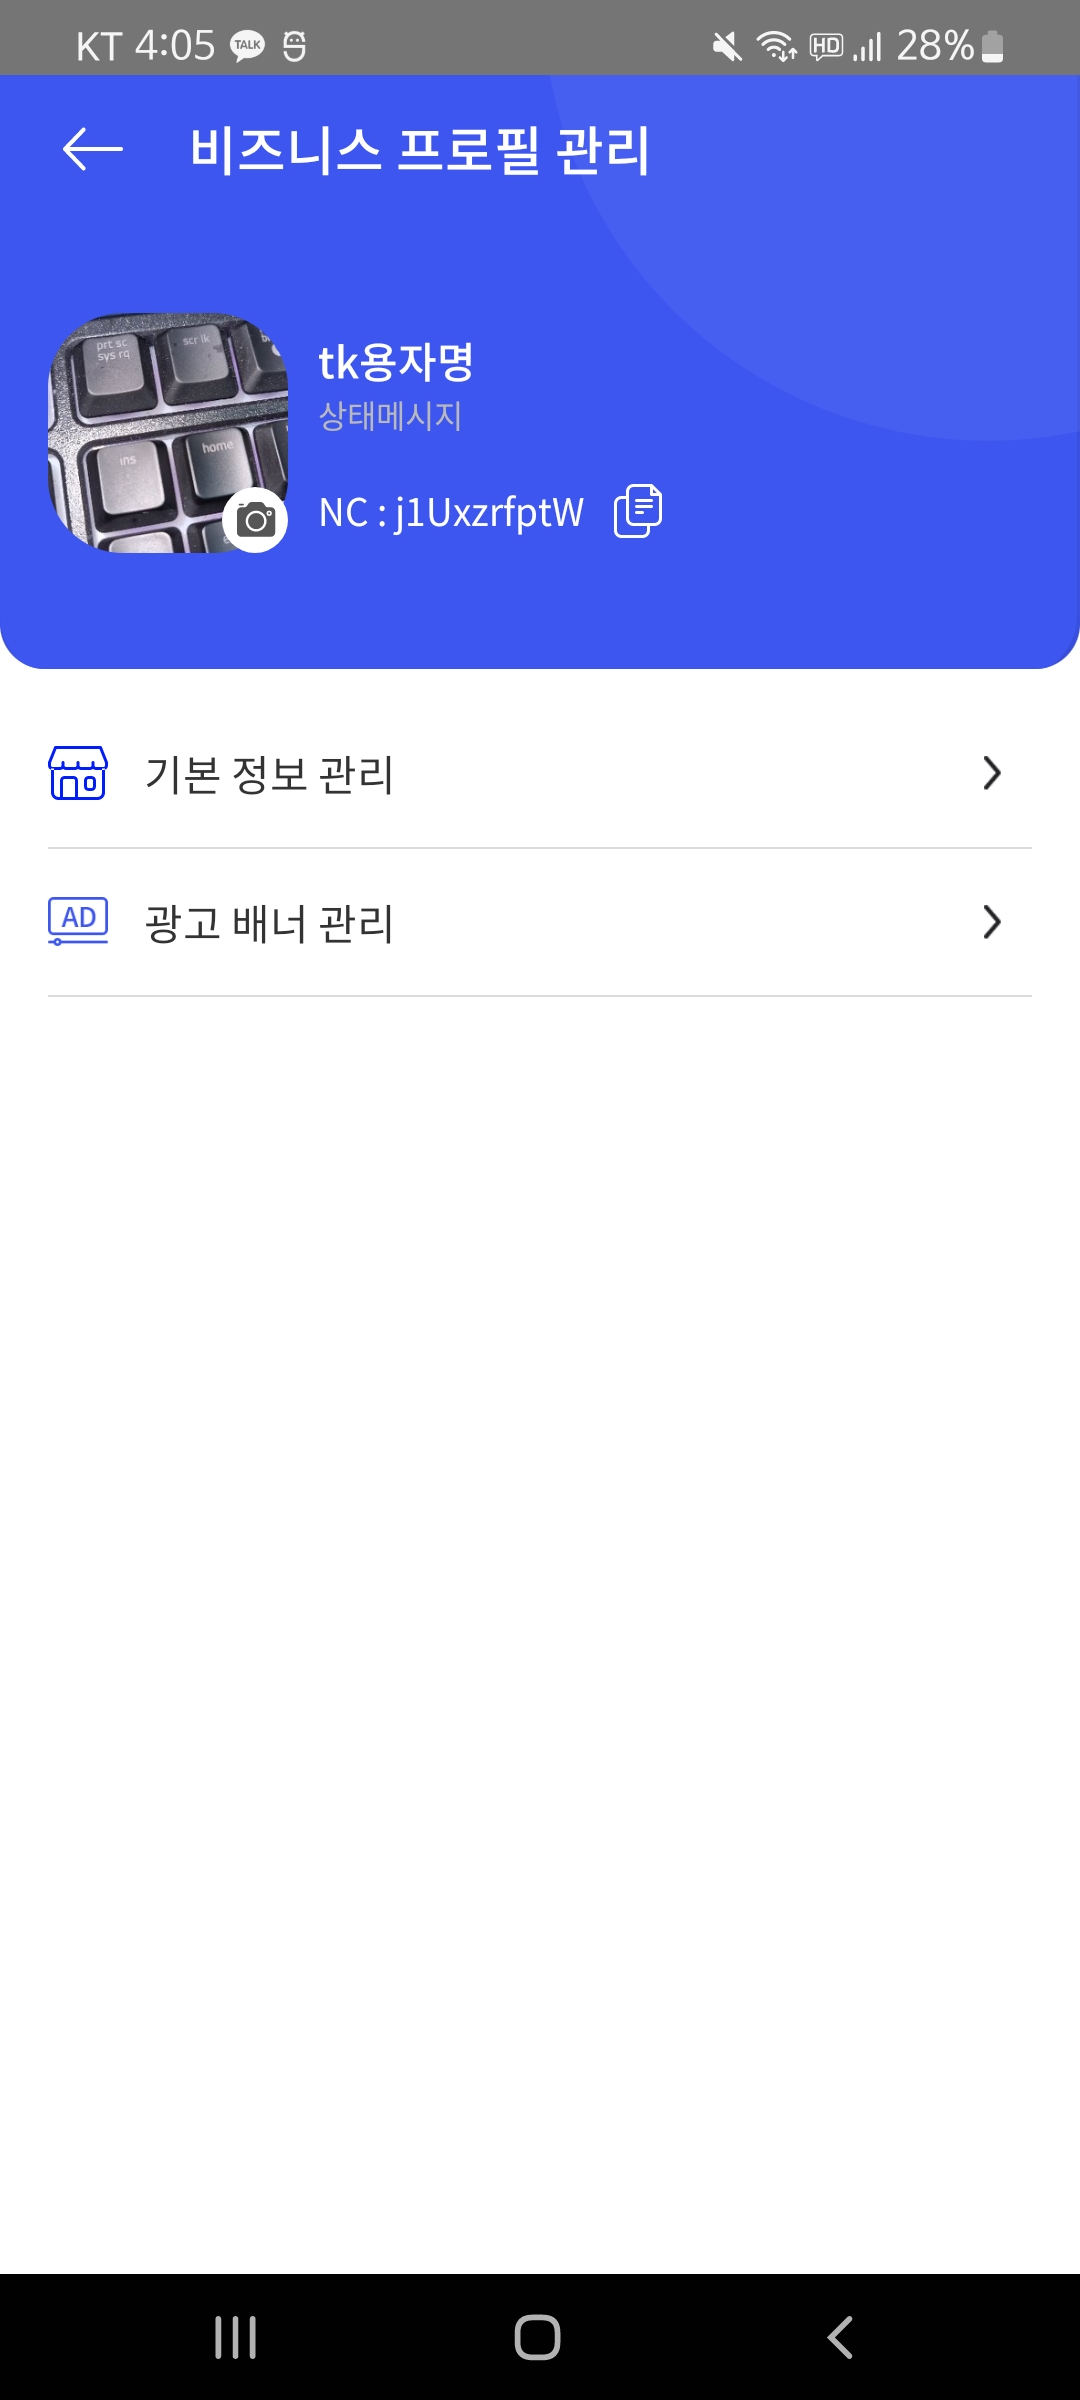 KT 4:05 TALK HD 28%
비즈니스 프로필 관리
prt sc
sys rq
scr lk
ins
home
tk용자명
상태메시지
NC : j1UxzrfptW
기본 정보 관리
AD 광고 배너 관리